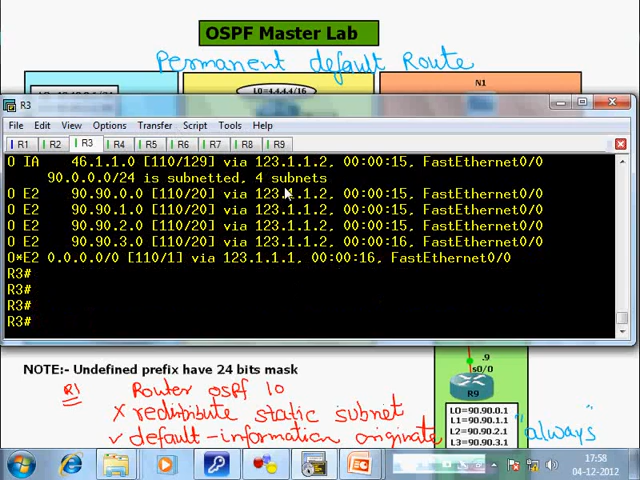 OSPF Master Lab
Permanent default Route
L0=4.4.4.4/16
N1
R3
File Edit View Options Transfer Script Tools Help
R1 R2 R3 R4 R5 R6 R7 R8 R9
O IA 46.1.1.0 [110/129] via 123.1.1.2, 00:00:15, FastEthernet0/0
90.0.0.0/24 is subnetted, 4 subnets
O E2 90.90.0.0 [110/20] via 123.1.1.2, 00:00:15, FastEthernet0/0
O E2 90.90.1.0 [110/20] via 123.1.1.2, 00:00:15, FastEthernet0/0
O E2 90.90.2.0 [110/20] via 123.1.1.2, 00:00:15, FastEthernet0/0
O E2 90.90.3.0 [110/20] via 123.1.1.2, 00:00:16, FastEthernet0/0
O*E2 0.0.0.0/0 [110/1] via 123.1.1.1, 00:00:16, FastEthernet0/0
R3#
R3#
R3#
R3#
.9
s0/0
R9
L0=90.90.0.1
L1=90.90.1.1
L2=90.90.2.1
L3=90.90.3.1
NOTE:- Undefined prefix have 24 bits mask
R1 Router ospf 10
x redirbibute static subnet
✓ default-information originate "always"
17:58
04-12-2012